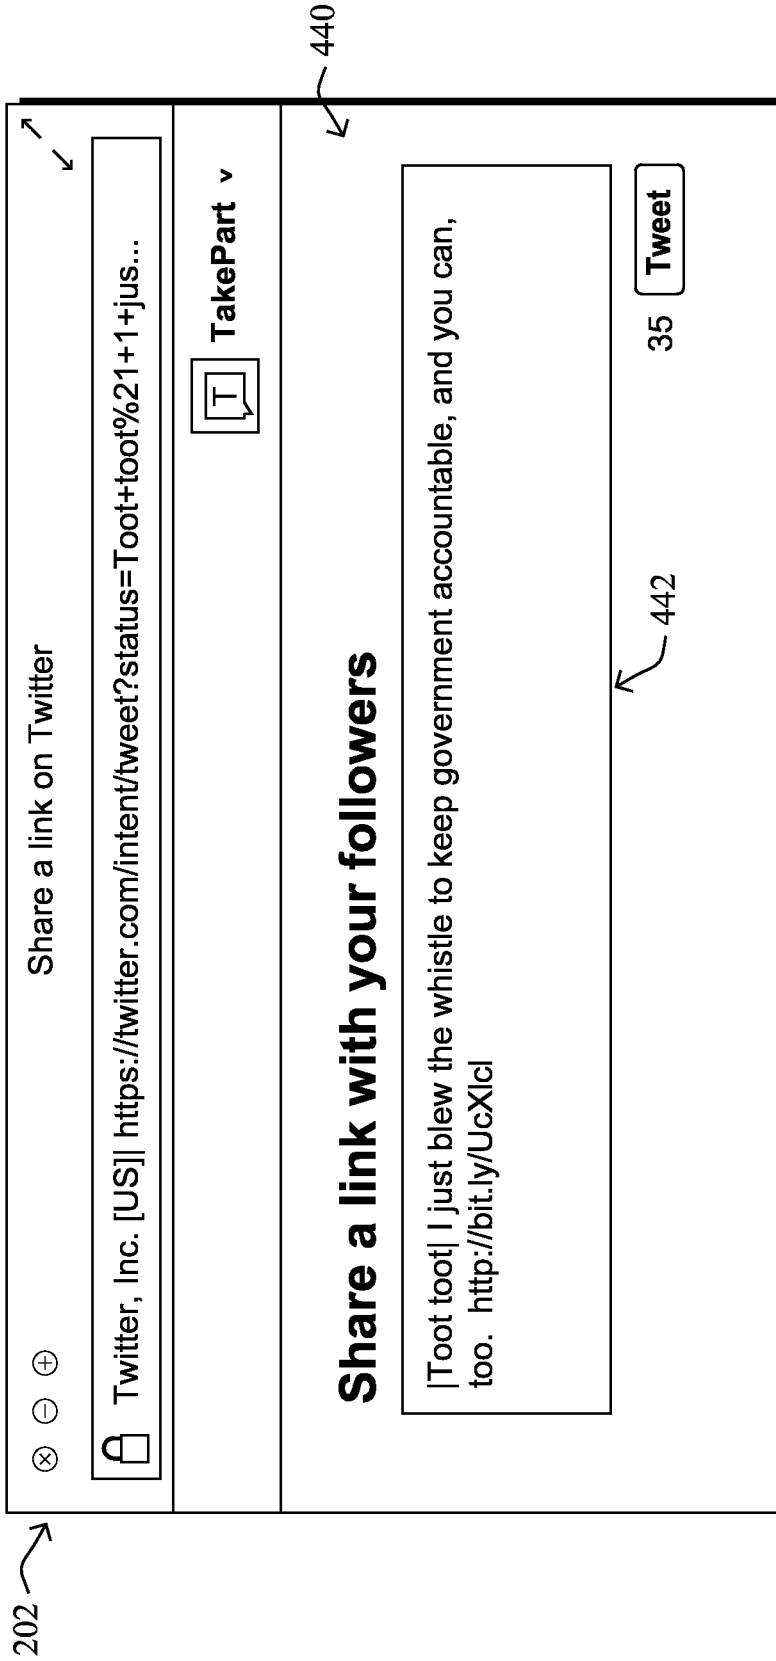 202
Share a link on Twitter
Twitter, Inc. [US]| https://twitter.com/intent/tweet?status=Toot+toot%21+1+jus...
T TakePart v
440
Share a link with your followers
|Toot toot| I just blew the whistle to keep government accountable, and you can,
too. http://bit.ly/UcXlcl
442
35 Tweet